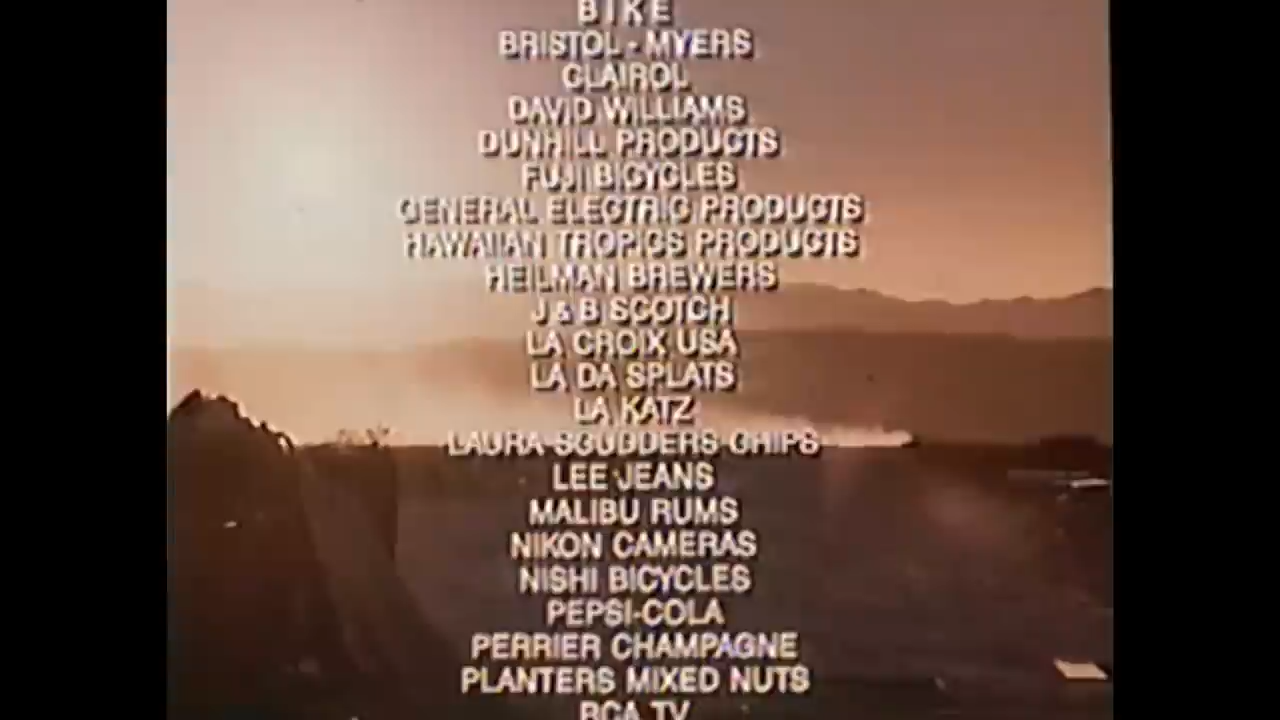 BIKE
BRISTOL - MYERS
CLAIROL
DAVID WILLIAMS
DUNHILL PRODUCTS
FUJI BICYCLES
GENERAL ELECTRIC PRODUCTS
HAWAIIAN TROPICS PRODUCTS
HEILMAN BREWERS
J & B SCOTCH
LA CROIX USA
LA DA SPLATS
LA KATZ
LAURA SCUDDERS CHIPS
LEE JEANS
MALIBU RUMS
NIKON CAMERAS
NISHI BICYCLES
PEPSI-COLA
PERRIER CHAMPAGNE
PLANTERS MIXED NUTS
RCA TV